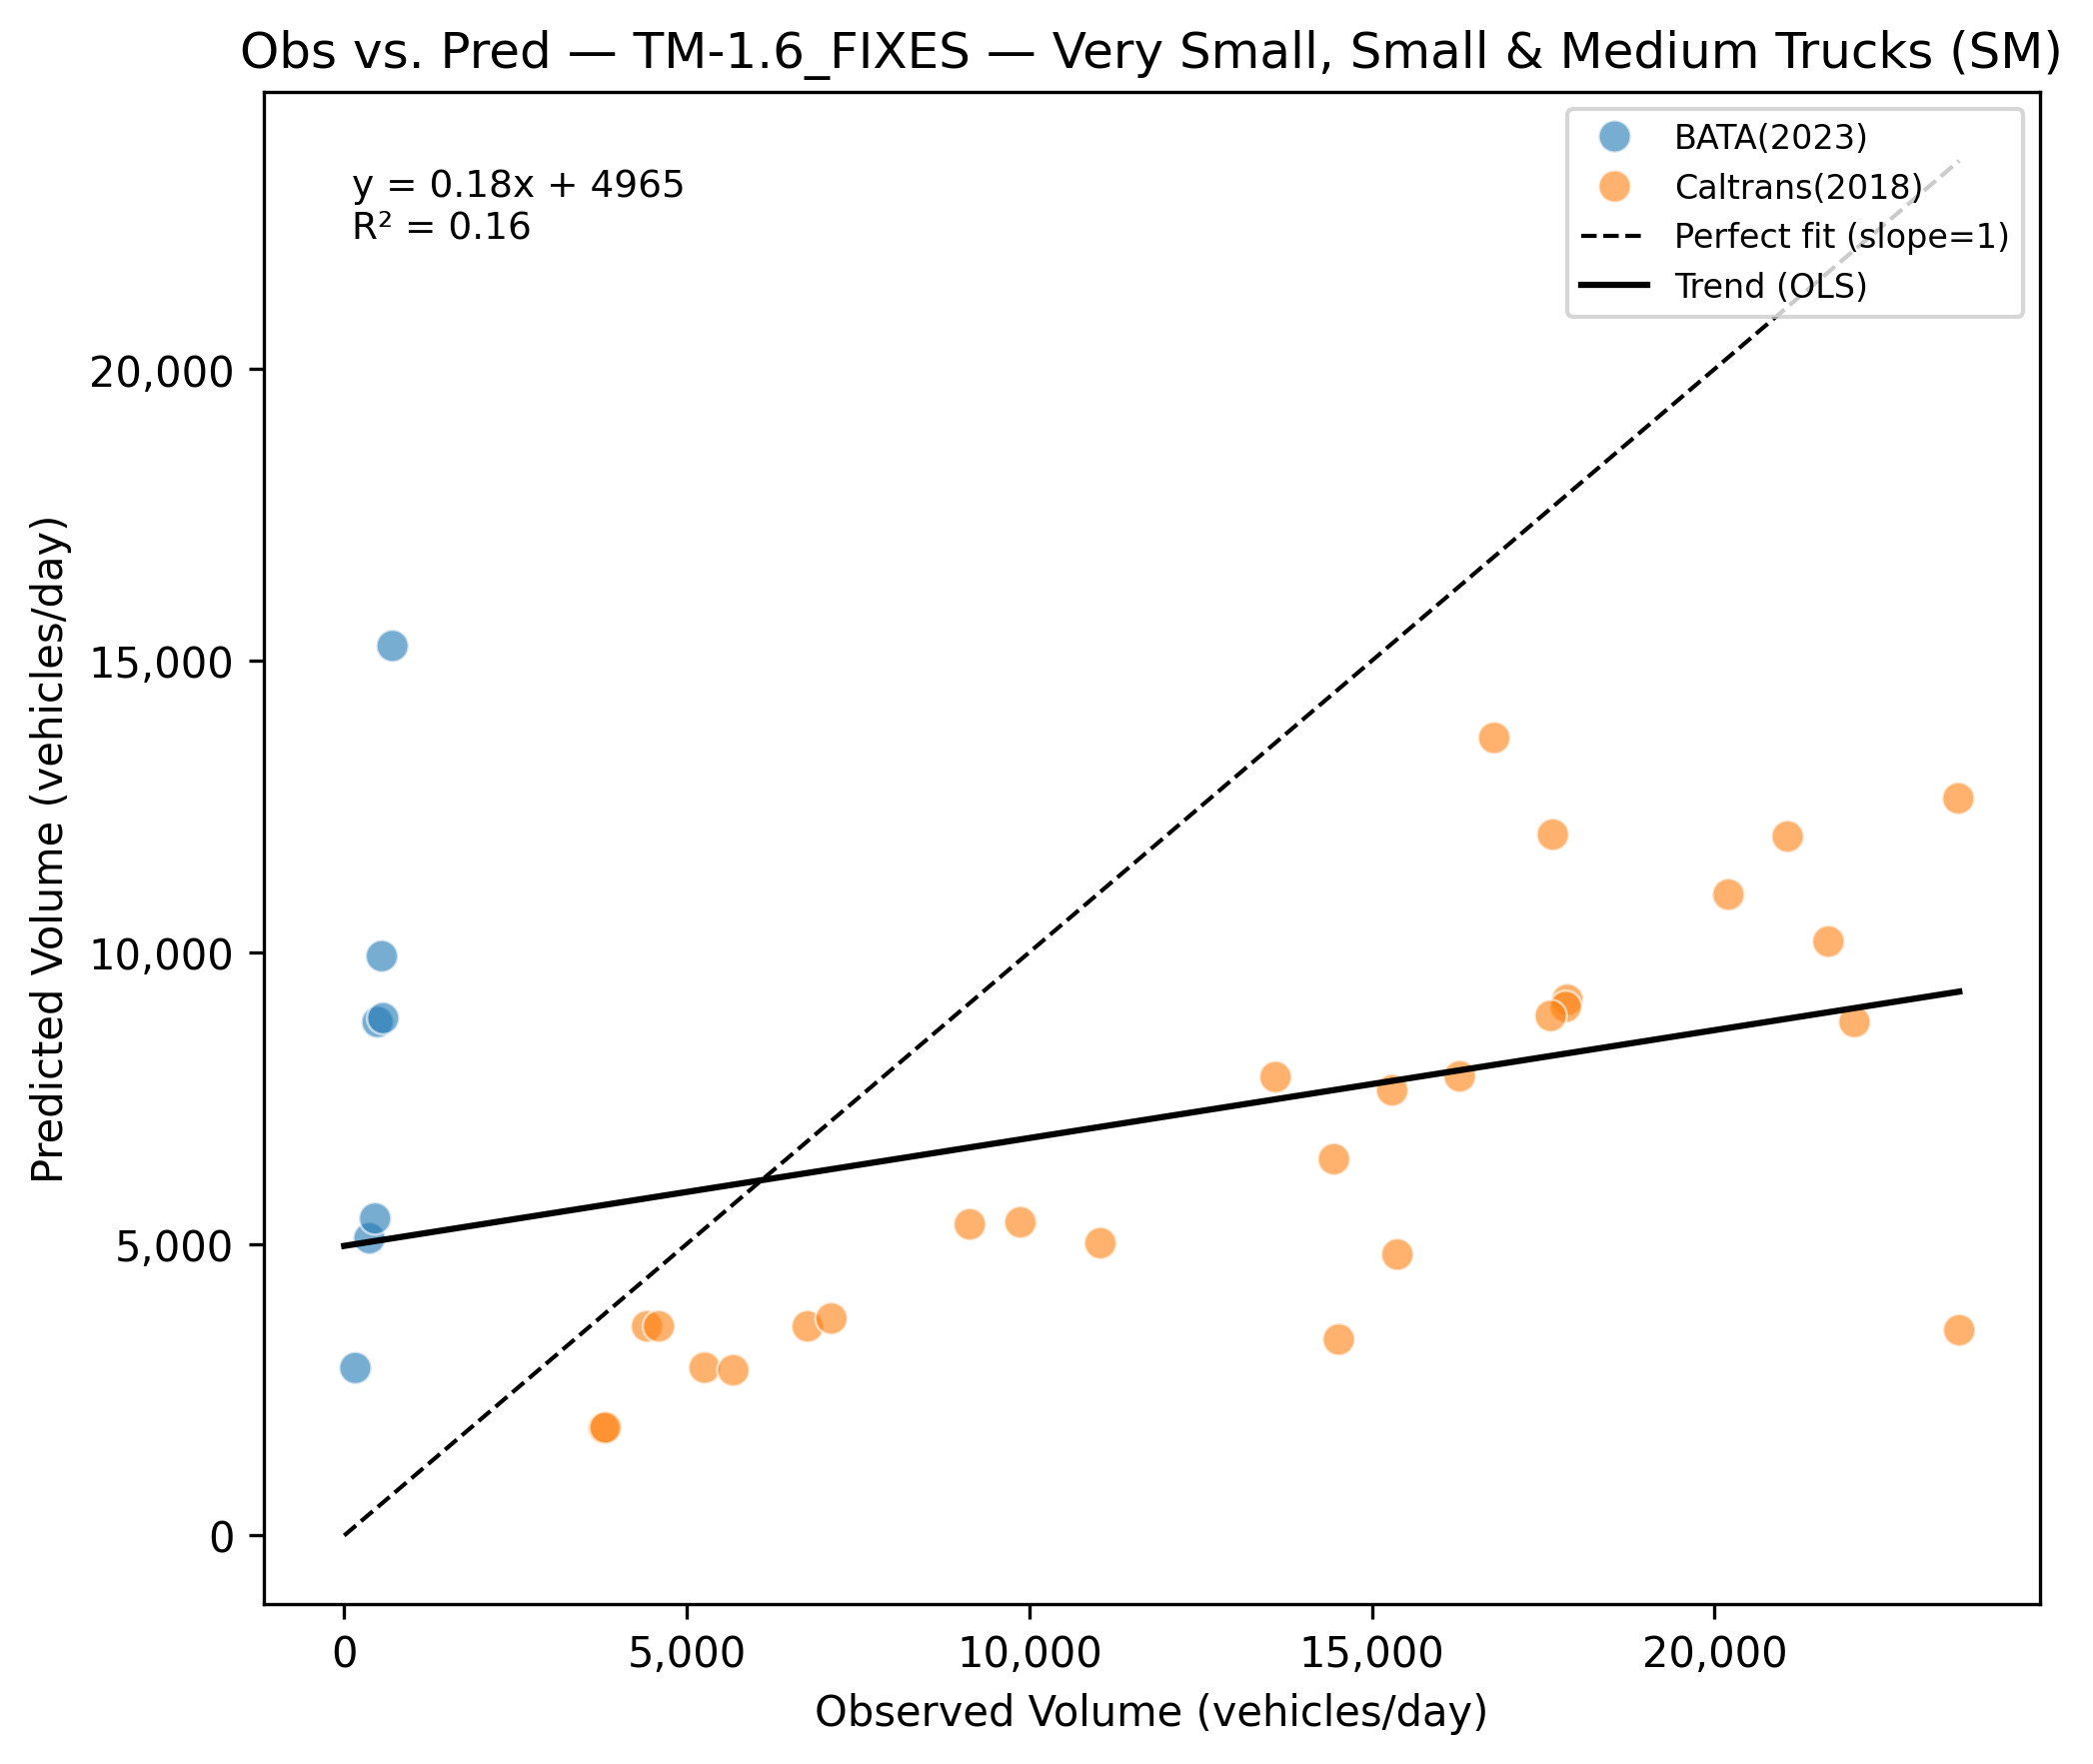 Obs vs. Pred — TM-1.6_FIXES — Very Small, Small & Medium Trucks (SM)
y = 0.18x + 4965
R² = 0.16
BATA(2023)
Caltrans(2018)
Perfect fit (slope=1)
Trend (OLS)
Predicted Volume (vehicles/day)
20,000
15,000
10,000
5,000
0
0
5,000
10,000
15,000
20,000
Observed Volume (vehicles/day)